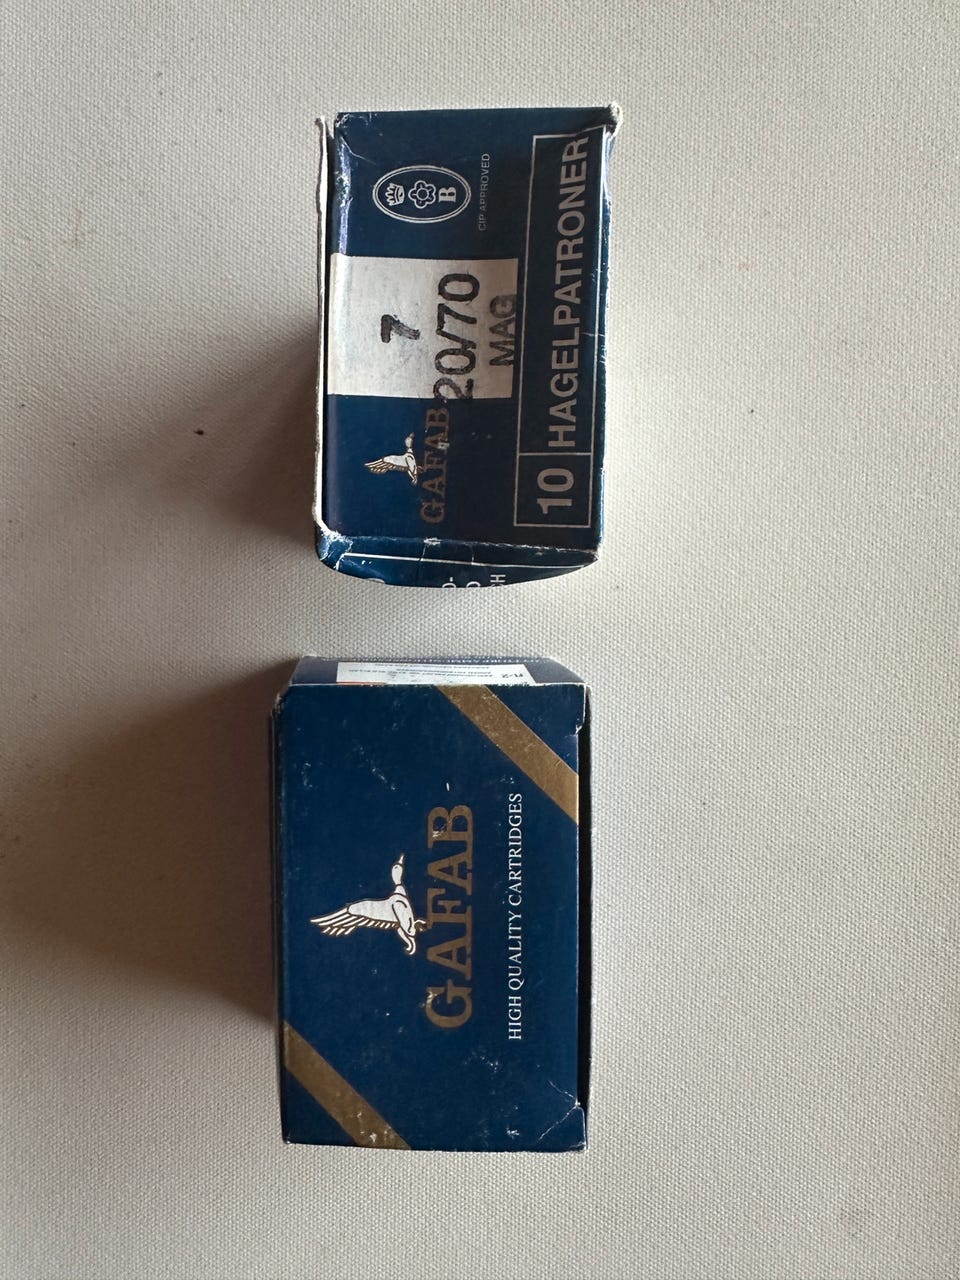 B
CIP APPROVED
7
20/70
MAG
GAFAB
10 HAGELPATRONER
GAFAB
HIGH QUALITY CARTRIDGES